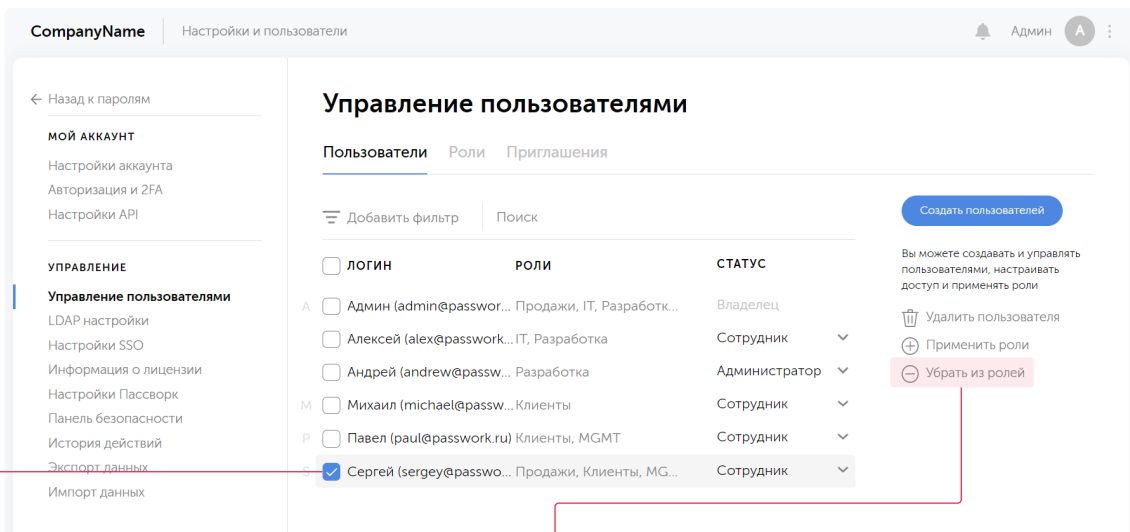 CompanyName
Настройки и пользователи
Админ
A
← Назад к паролям
МОЙ АККАУНТ
Настройки аккаунта
Авторизация и 2FA
Настройки API
УПРАВЛЕНИЕ
Управление пользователями
LDAP настройки
Настройки SSO
Информация о лицензии
Настройки Пассворк
Панель безопасности
История действий
Экспорт данных
Импорт данных
Управление пользователями
Пользователи Роли Приглашения
Добавить фильтр Поиск
ЛОГИН РОЛИ СТАТУС
A Админ (admin@passwor... Продажи, IT, Разработк... Владелец
Алексей (alex@passwork... IT, Разработка Сотрудник
Андрей (andrew@passw... Разработка Администратор
M Михаил (michael@passw... Клиенты Сотрудник
P Павел (paul@passwork.ru) Клиенты, MGMT Сотрудник
S Сергей (sergey@passwo... Продажи, Клиенты, MG... Сотрудник
Создать пользователей
Вы можете создавать и управлять
пользователями, настраивать
доступ и применять роли
Удалить пользователя
Применить роли
Убрать из ролей